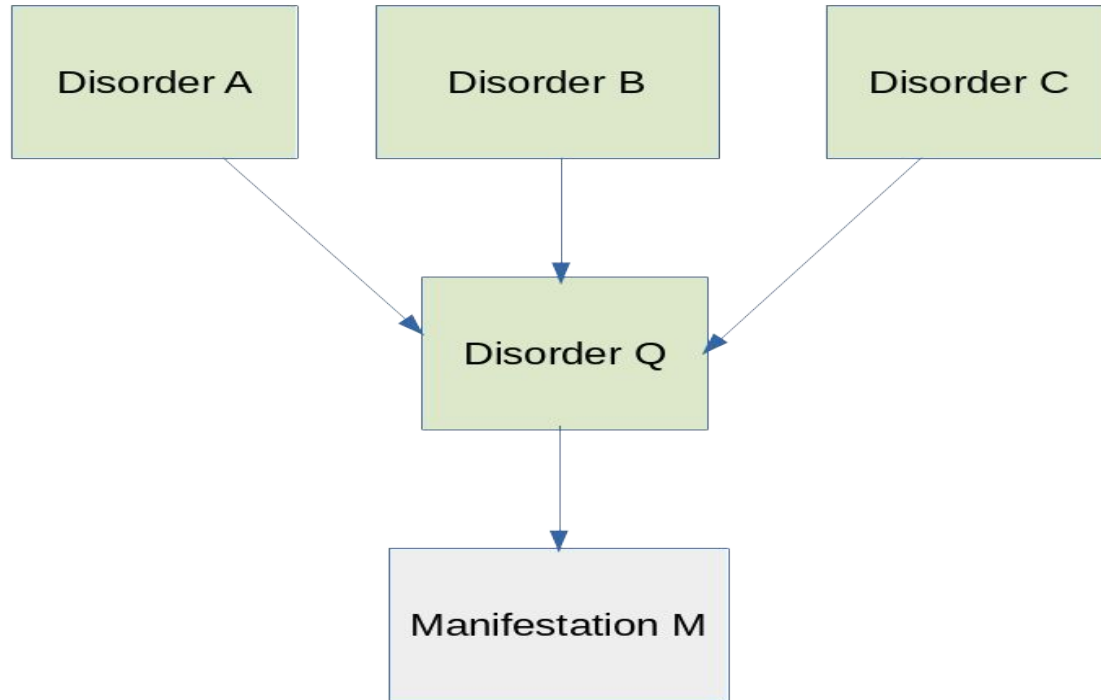 Disorder A
Disorder B
Disorder C
Disorder Q
Manifestation M